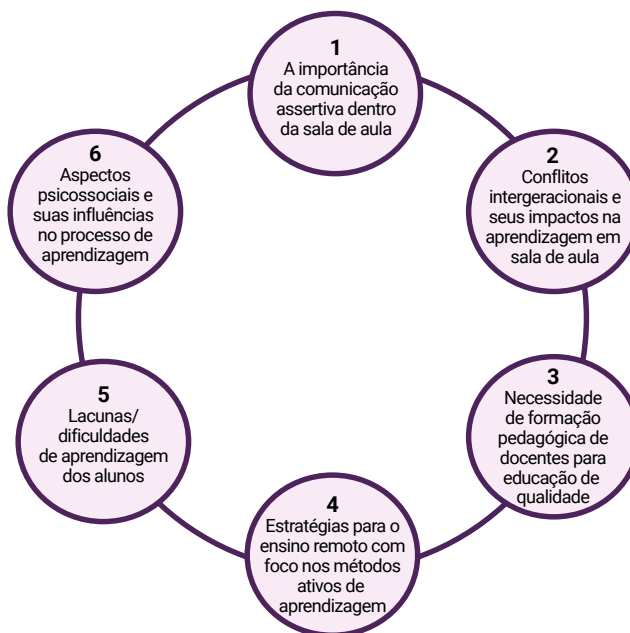 1
A importância
da comunicação
assertiva dentro
da sala de aula
2
Conflitos
intergeracionais e
seus impactos na
aprendizagem em
sala de aula
3
Necessidade
de formação
pedagógica de
docentes para
educação de
qualidade
4
Estratégias para o
ensino remoto com
foco nos métodos
ativos de
aprendizagem
5
Lacunas/
dificuldades
de aprendizagem
dos alunos
6
Aspectos
psicossociais e
suas influências
no processo de
aprendizagem